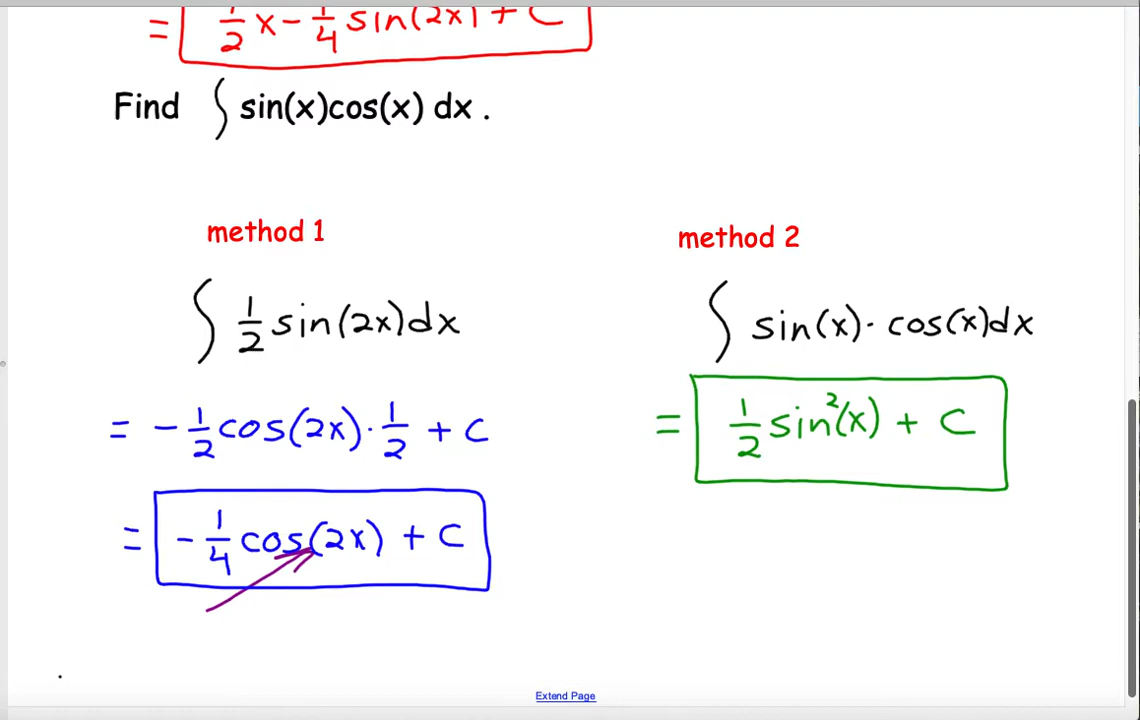 = 1/2 x - 1/4 sin(2x) + C
Find ∫ sin(x)cos(x) dx .
method 1
∫ 1/2 sin(2x)dx
= - 1/2 cos(2x) · 1/2 + C
= - 1/4 cos(2x) + C
method 2
∫ sin(x) · cos(x)dx
= 1/2 sin²(x) + C
Extend Page